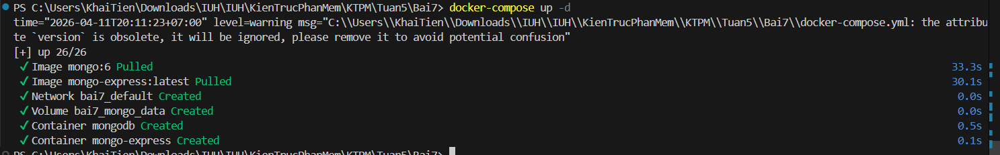 PS C:\Users\KhaiTien\Downloads\IUH\IUH\KienTrucPhanMem\KTPM\Tuan5\Bai7> docker-compose up -d
time="2026-04-11T20:11:23+07:00" level=warning msg="C:\\Users\\KhaiTien\\Downloads\\IUH\\IUH\\KienTrucPhanMem\\KTPM\\Tuan5\\Bai7\\docker-compose.yml: the attribu
te `version` is obsolete, it will be ignored, please remove it to avoid potential confusion"
[+] up 26/26
✓ Image mongo:6 Pulled 33.3s
✓ Image mongo-express:latest Pulled 30.1s
✓ Network bai7_default Created 0.0s
✓ Volume bai7_mongo_data Created 0.0s
✓ Container mongodb Created 0.5s
✓ Container mongo-express Created 0.1s
PS C:\Users\KhaiTien\Downloads\IUH\IUH\KienTrucPhanMem\KTPM\Tuan5\Bai7>